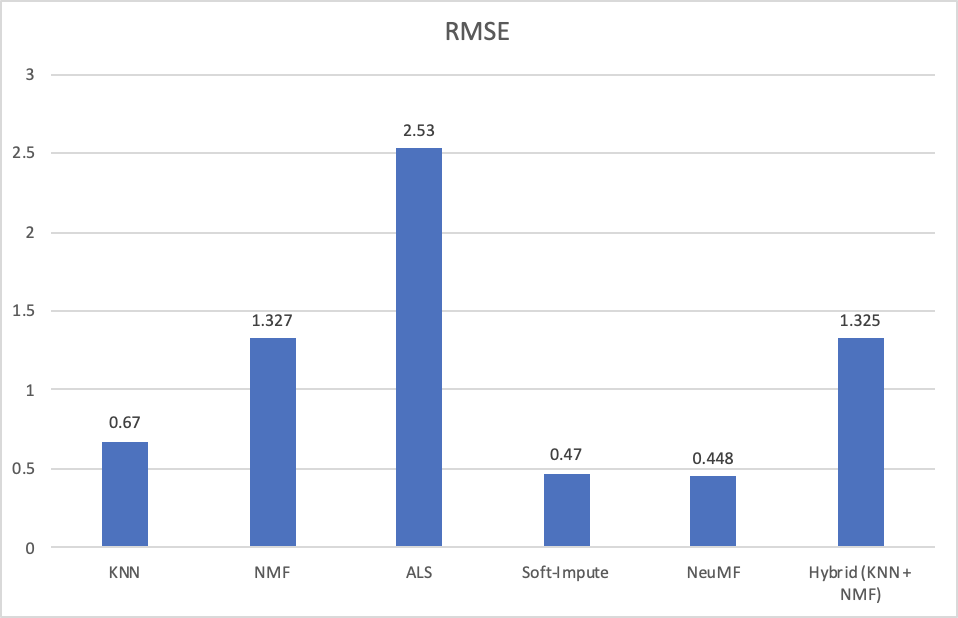 RMSE
3
2.5
2
1.5
1
0.5
0
0.67
1.327
2.53
0.47
0.448
1.325
KNN
NMF
ALS
Soft-Impute
NeuMF
Hybrid (KNN +
NMF)